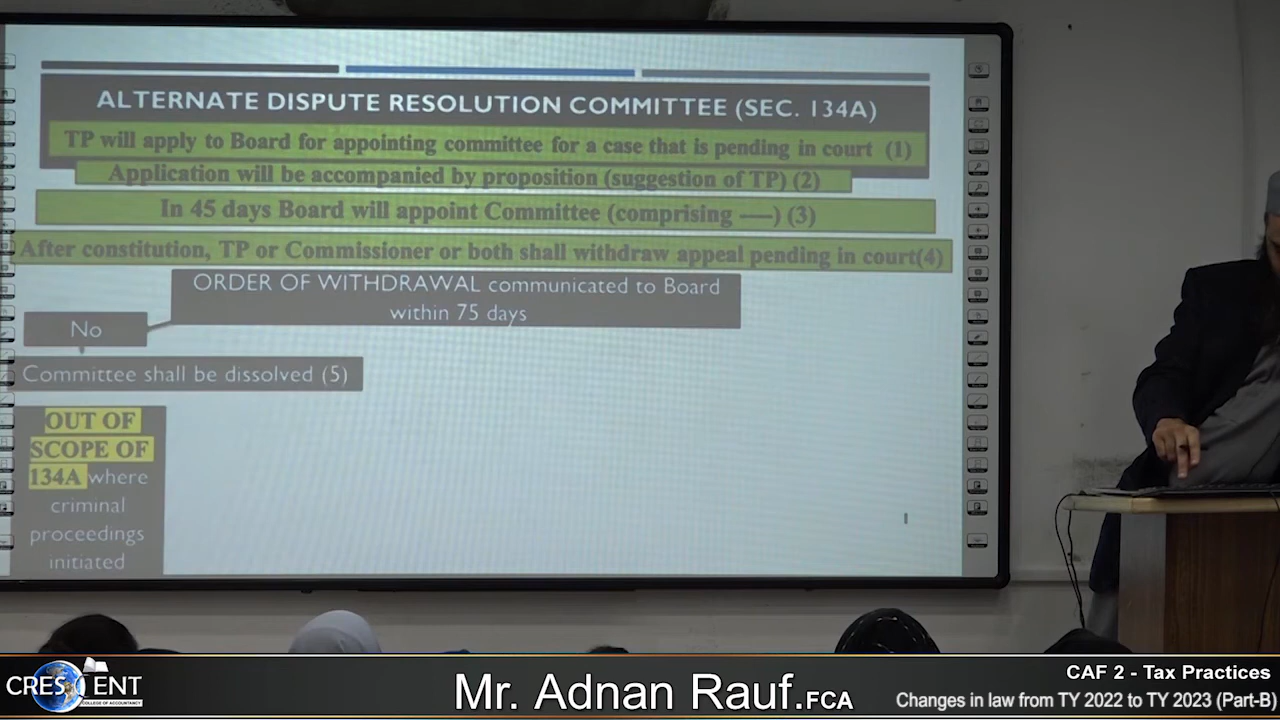 ALTERNATE DISPUTE RESOLUTION COMMITTEE (SEC. 134A)
TP will apply to Board for appointing committee for a case that is pending in court (1)
Application will be accompanied by proposition (suggestion of TP) (2)
In 45 days Board will appoint Committee (comprising -----) (3)
After constitution, TP or Commissioner or both shall withdraw appeal pending in court(4)
ORDER OF WITHDRAWAL communicated to Board
within 75 days
No
Committee shall be dissolved (5)
OUT OF
SCOPE OF
134A where
criminal
proceedings
initiated
CRESCENT
COLLEGE OF ACCOUNTANCY
Mr. Adnan Rauf.FCA
CAF 2 - Tax Practices
Changes in law from TY 2022 to TY 2023 (Part-B)